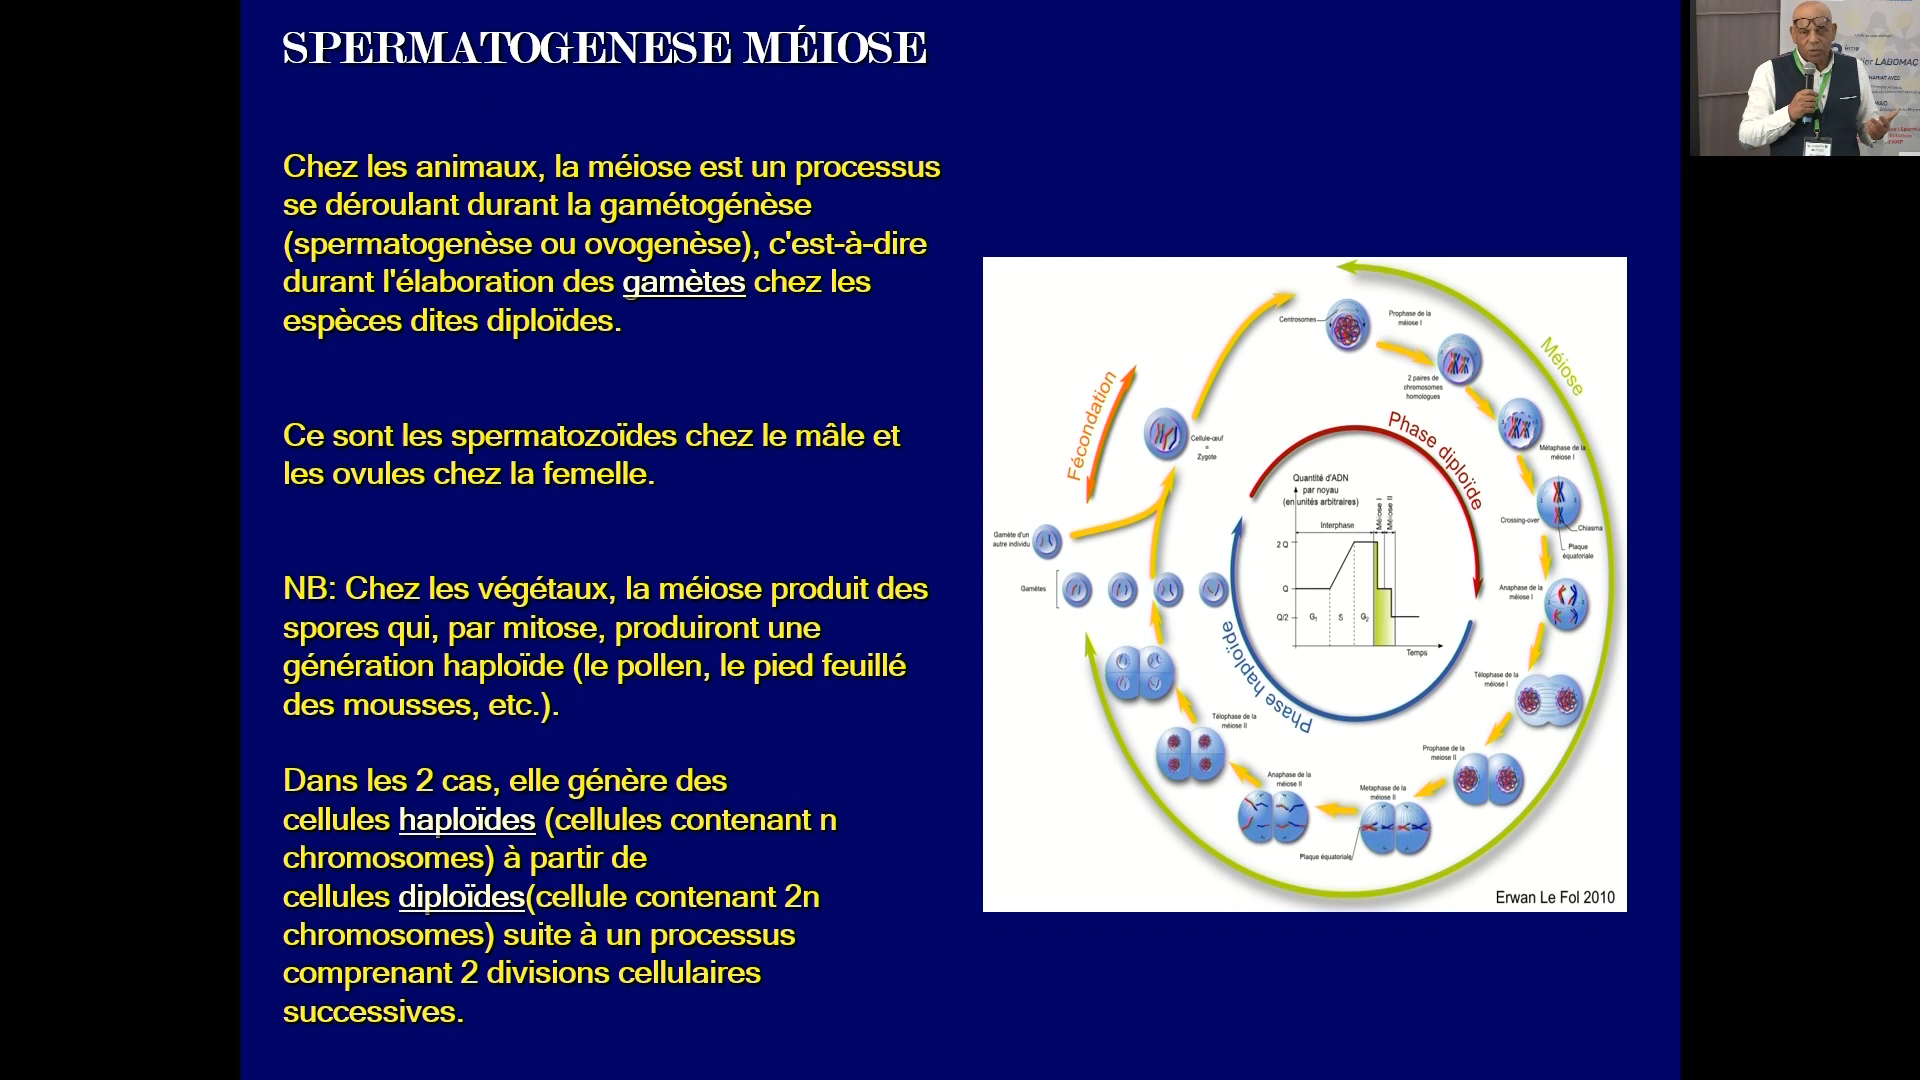 SPERMATOGENESE MÉIOSE
Chez les animaux, la méiose est un processus
se déroulant durant la gamétogénèse
(spermatogenèse ou ovogenèse), c'est-à-dire
durant l'élaboration des gamètes chez les
espèces dites diploïdes.
Ce sont les spermatozoïdes chez le mâle et
les ovules chez la femelle.
NB: Chez les végétaux, la méiose produit des
spores qui, par mitose, produiront une
génération haploïde (le pollen, le pied feuillé
des mousses, etc.).
Dans les 2 cas, elle génère des
cellules haploïdes (cellules contenant n
chromosomes) à partir de
cellules diploïdes(cellule contenant 2n
chromosomes) suite à un processus
comprenant 2 divisions cellulaires
successives.
Centrosomes
Prophase de la
méiose I
2 paires de
chromosomes
homologues
Méiose
Métaphase de la
méiose I
Crossing-over
Chiasma
Plaque
équatoriale
Anaphase de la
méiose I
Télophase de la
méiose I
Prophase de la
méiose II
Metaphase de la
méiose II
Plaque équatoriale
Anaphase de la
méiose II
Télophase de la
méiose II
Gamètes
Gamète d'un
autre individu
Fécondation
Cellule-œuf
=
Zygote
Phase diploïde
Phase haploïde
Quantité d'ADN
par noyau
(en unités arbitraires)
Interphase
Méiose I
Méiose II
2 Q
Q
Q/2
G1
S
G2
Temps
Erwan Le Fol 2010
ème
lier LABOMAC